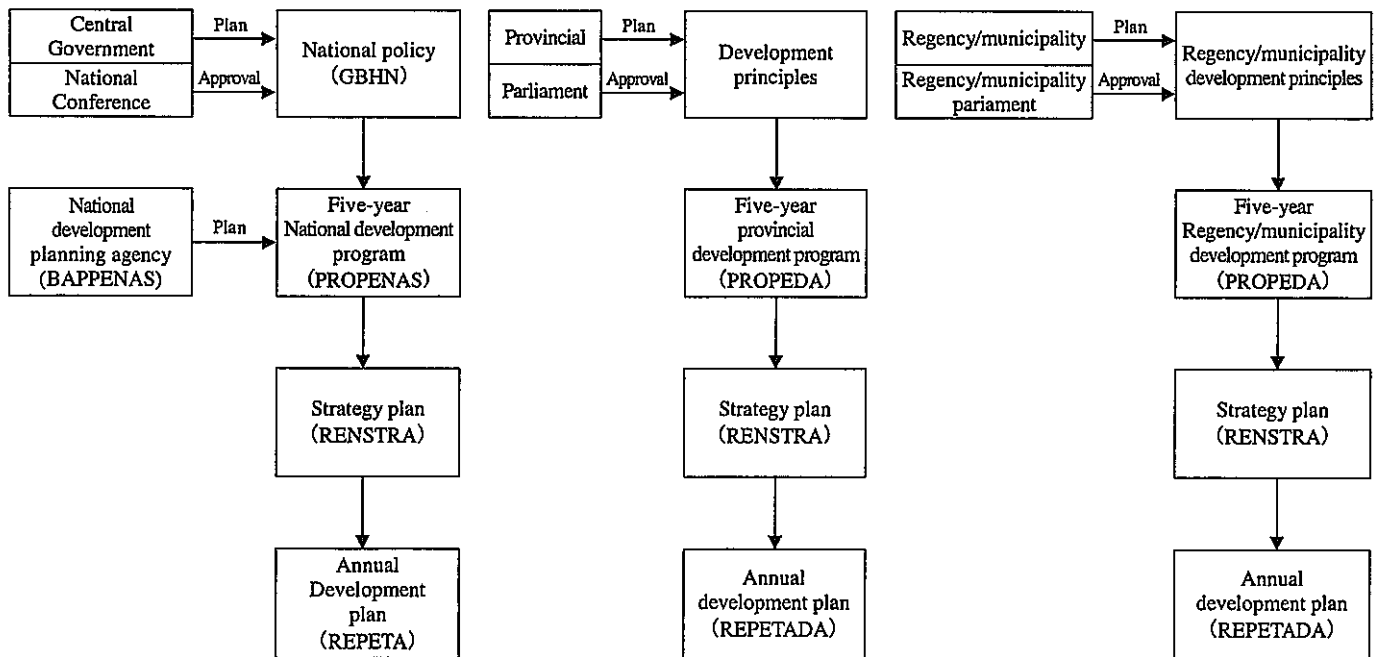 Central
Government
Plan
National policy
(GBHN)
National
Conference
Approval
Provincial
Plan
Development
principles
Parliament
Approval
Regency/municipality
Plan
Regency/municipality
development principles
Regency/municipality
pariament
Approval
National
development
planning agency
(BAPPENAS)
Plan
Five-year
National development
program
(PROPENAS)
Five-year
provincial
development program
(PROPEDA)
Five-year
Regency/municipality
development program
(PROPEDA)
Strategy plan
(RENSTRA)
Strategy plan
(RENSTRA)
Strategy plan
(RENSTRA)
Annual
Development
plan
(REPETA)
Annual
development plan
(REPETADA)
Annual
development plan
(REPETADA)